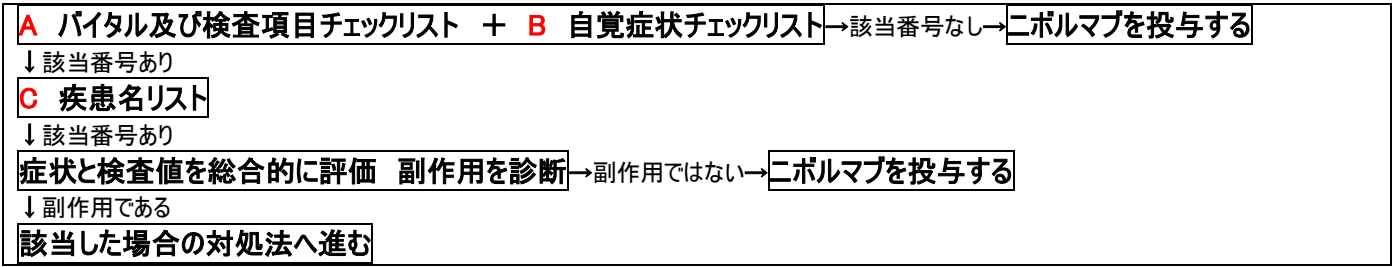 A　バイタル及び検査項目チェックリスト　＋　B　自覚症状チェックリスト→該当番号なし→ニボルマブを投与する
↓該当番号あり
C　疾患名リスト
↓該当番号あり
症状と検査値を総合的に評価　副作用を診断→副作用ではない→ニボルマブを投与する
↓副作用である
該当した場合の対処法へ進む